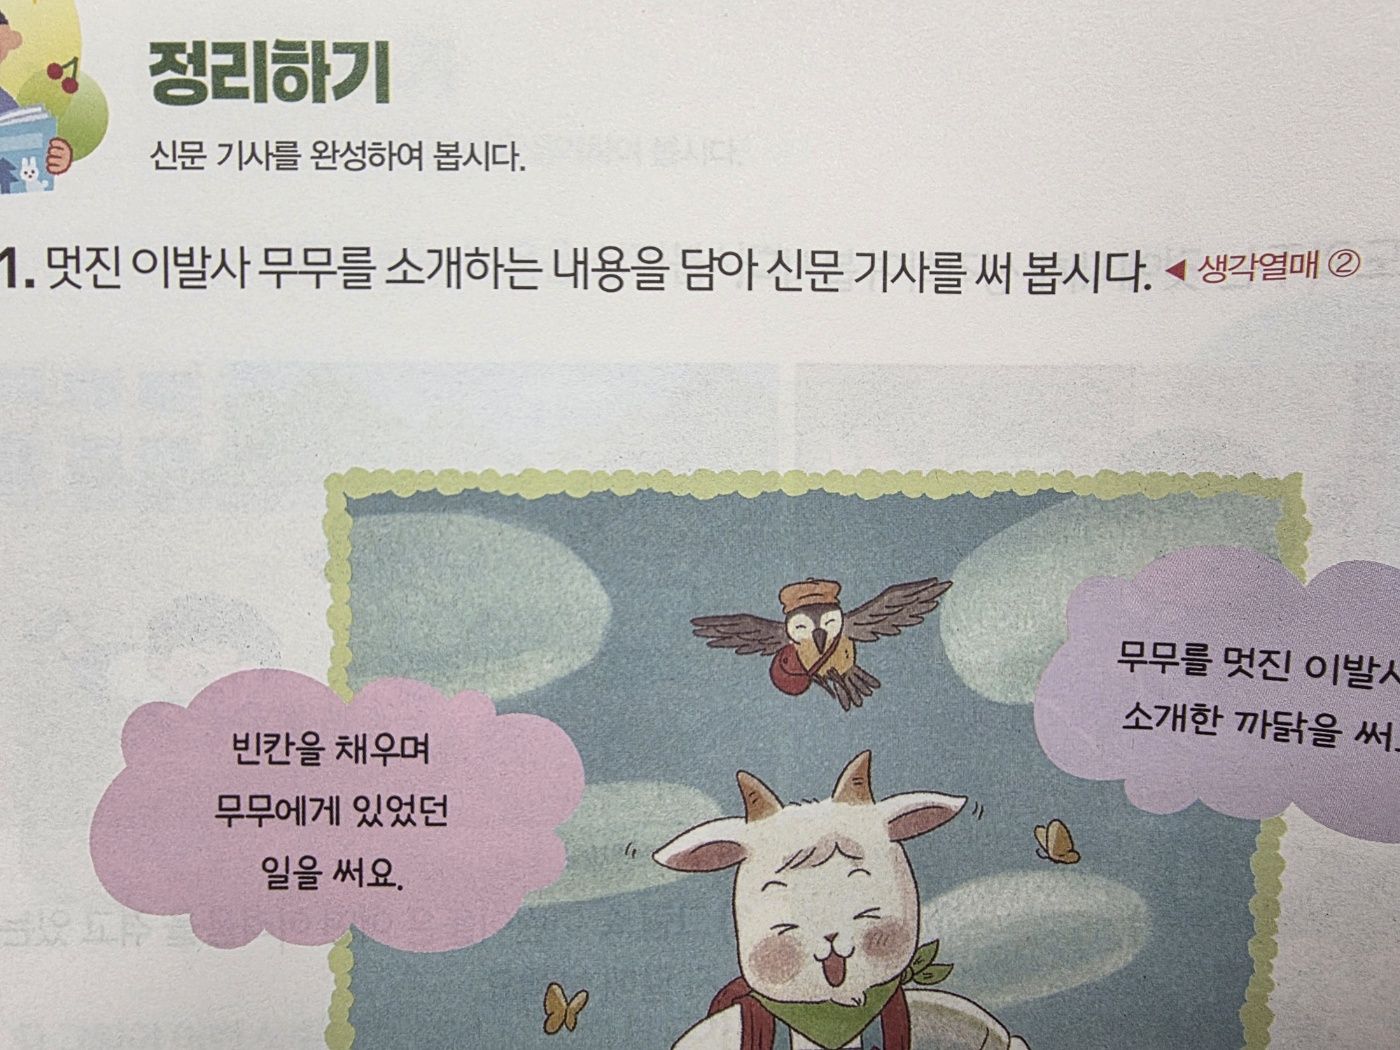 정리하기
신문 기사를 완성하여 봅시다.
1. 멋진 이발사 무무를 소개하는 내용을 담아 신문 기사를 써 봅시다. ◀ 생각열매 ②
무무를 멋진
소개한 까닭을
빈칸을 채우며
무무에게 있었던
일을 써요.